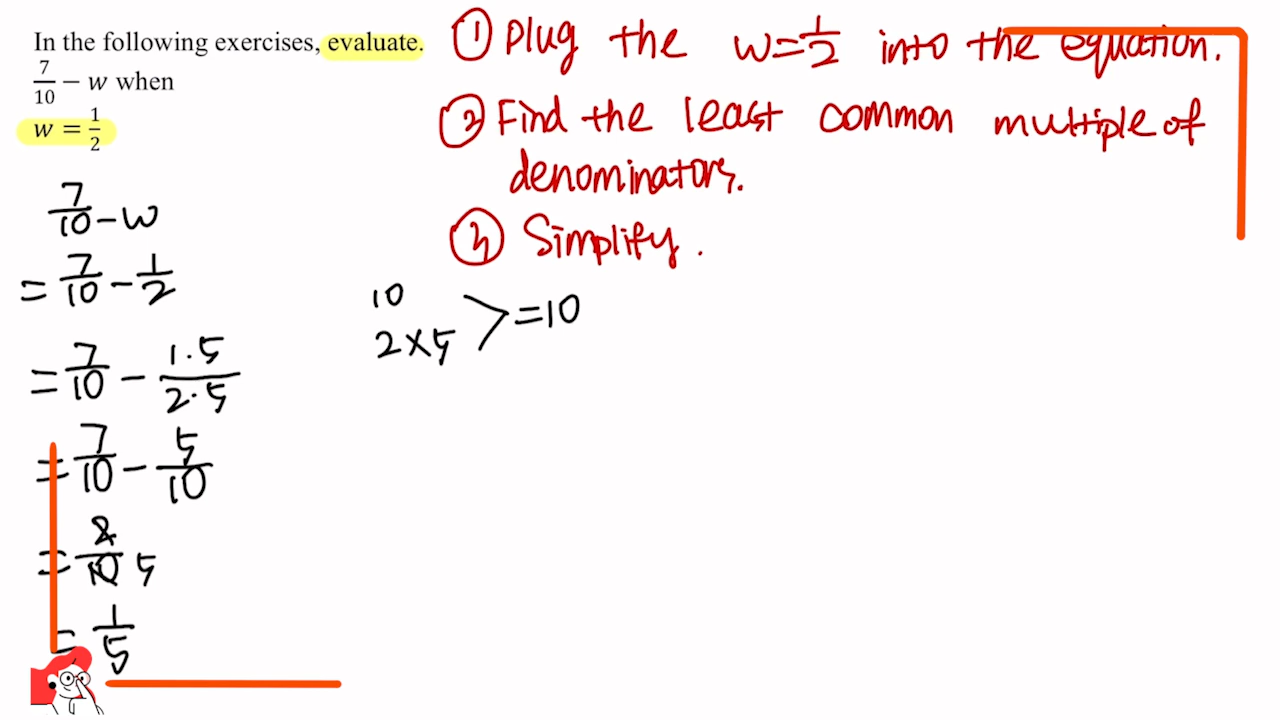 In the following exercises, evaluate.
7/10 − w when
w = 1/2
① Plug the w=1/2 into the equation.
② Find the least common multiple of
denominators.
③ Simplify.
7/10 − w
= 7/10 − 1/2
= 7/10 − 1·5/2·5
= 7/10 − 5/10
= 2/10 5
= 1/5
10
2×5 > =10